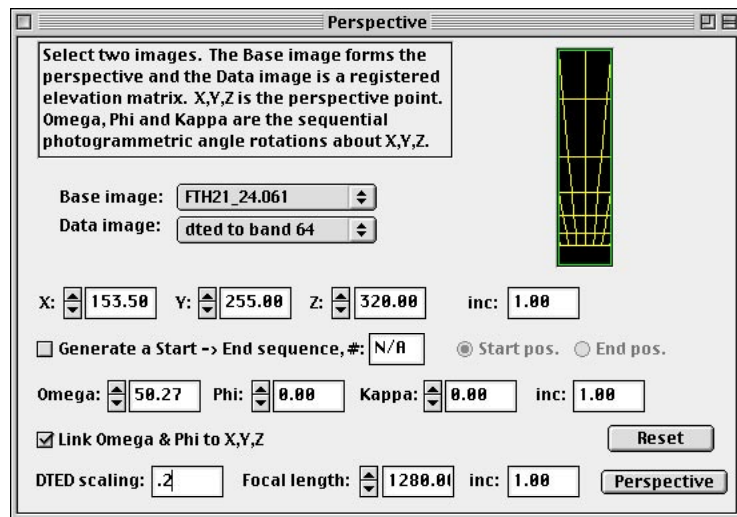 Perspective
Select two images. The Base image forms the
perspective and the Data image is a registered
elevation matrix. X,Y,Z is the perspective point.
Omega, Phi and Kappa are the sequential
photogrammetric angle rotations about X,Y,Z.
Base image: FTH21_24.061
Data image: dted to band 64
X: 153.50 Y: 255.00 Z: 320.00 inc: 1.00
Generate a Start -> End sequence, #: N/A Start pos. End pos.
Omega: 50.27 Phi: 0.00 Kappa: 0.00 inc: 1.00
Link Omega & Phi to X,Y,Z Reset
DTED scaling: .2 Focal length: 1280.0 inc: 1.00 Perspective